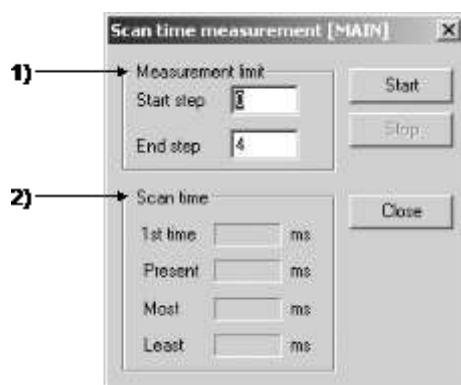 Scan time measurement [MAIN]
1)
Measurement limit
Start step 0
End step 4
Start
Stop
2)
Scan time
1st time ms
Present ms
Most ms
Least ms
Close